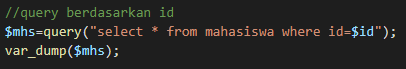 //query berdasarkan id
$mhs=query("select * from mahasiswa where id=$id");
var_dump($mhs);